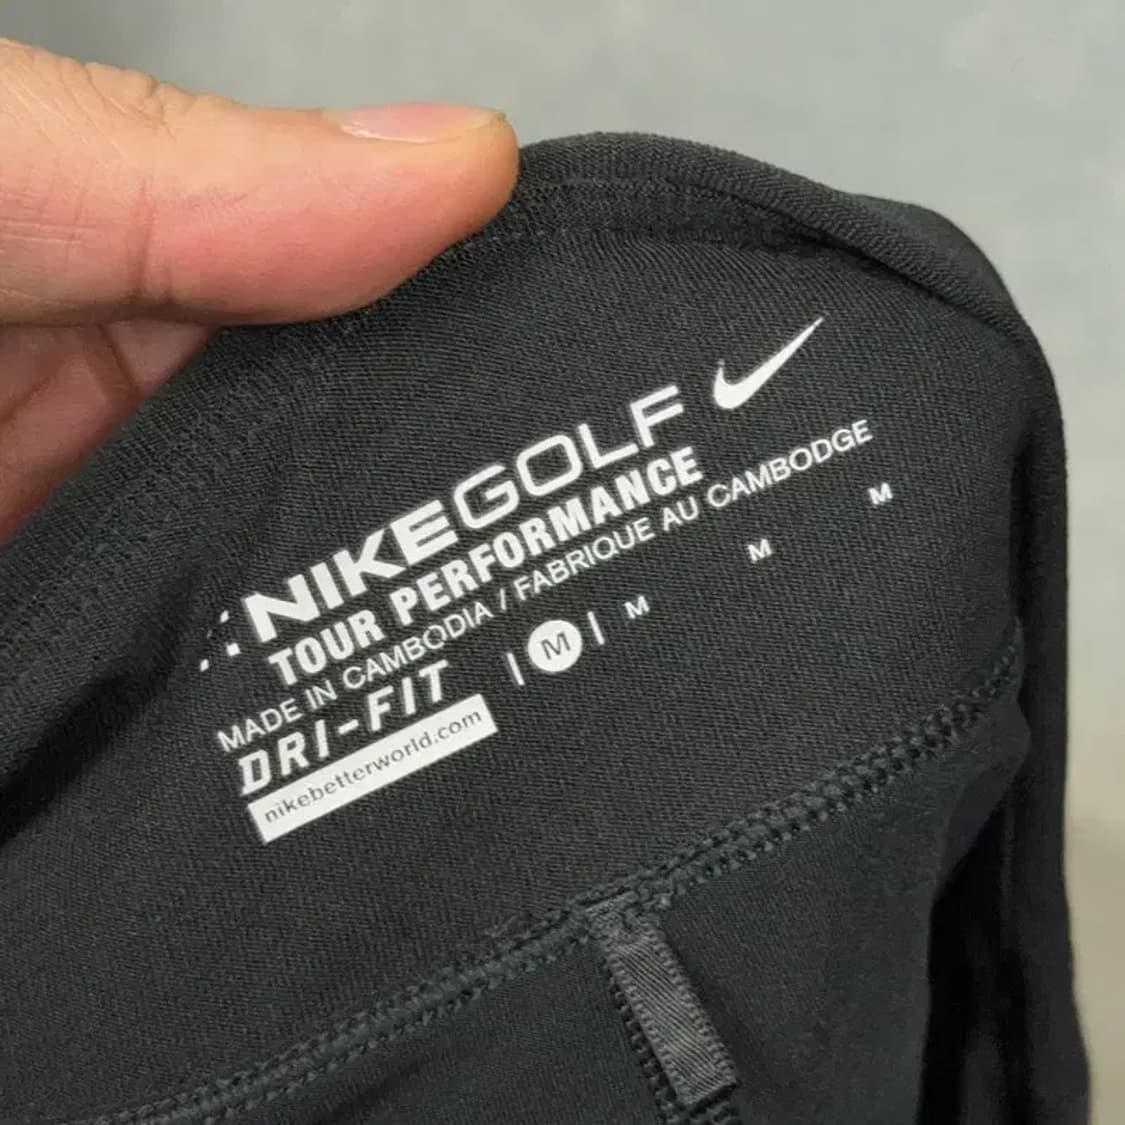 NIKEGOLF
TOUR PERFORMANCE
MADE IN CAMBODIA / FABRIQUE AU CAMBODGE
DRI-FIT | M | M M M
nikebetterworld.com